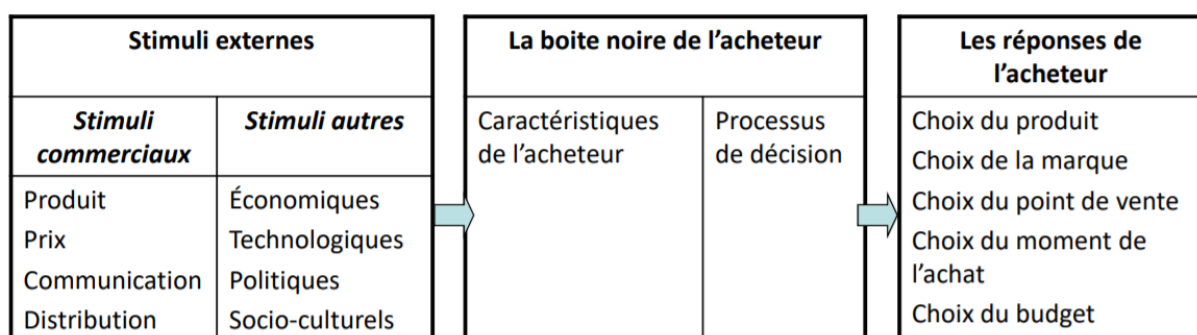 Stimuli externes
Stimuli
commerciaux
Stimuli autres
Produit
Prix
Communication
Distribution
Économiques
Technologiques
Politiques
Socio-culturels
La boite noire de l’acheteur
Caractéristiques
de l’acheteur
Processus
de décision
Les réponses de
l’acheteur
Choix du produit
Choix de la marque
Choix du point de vente
Choix du moment de
l’achat
Choix du budget